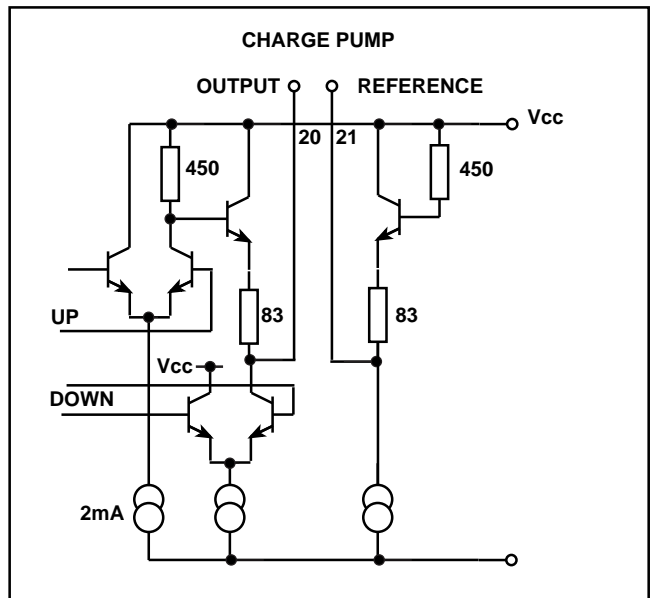 CHARGE PUMP
OUTPUT REFERENCE
Vcc
20 21
450 450
UP
83 83
Vcc
DOWN
2mA